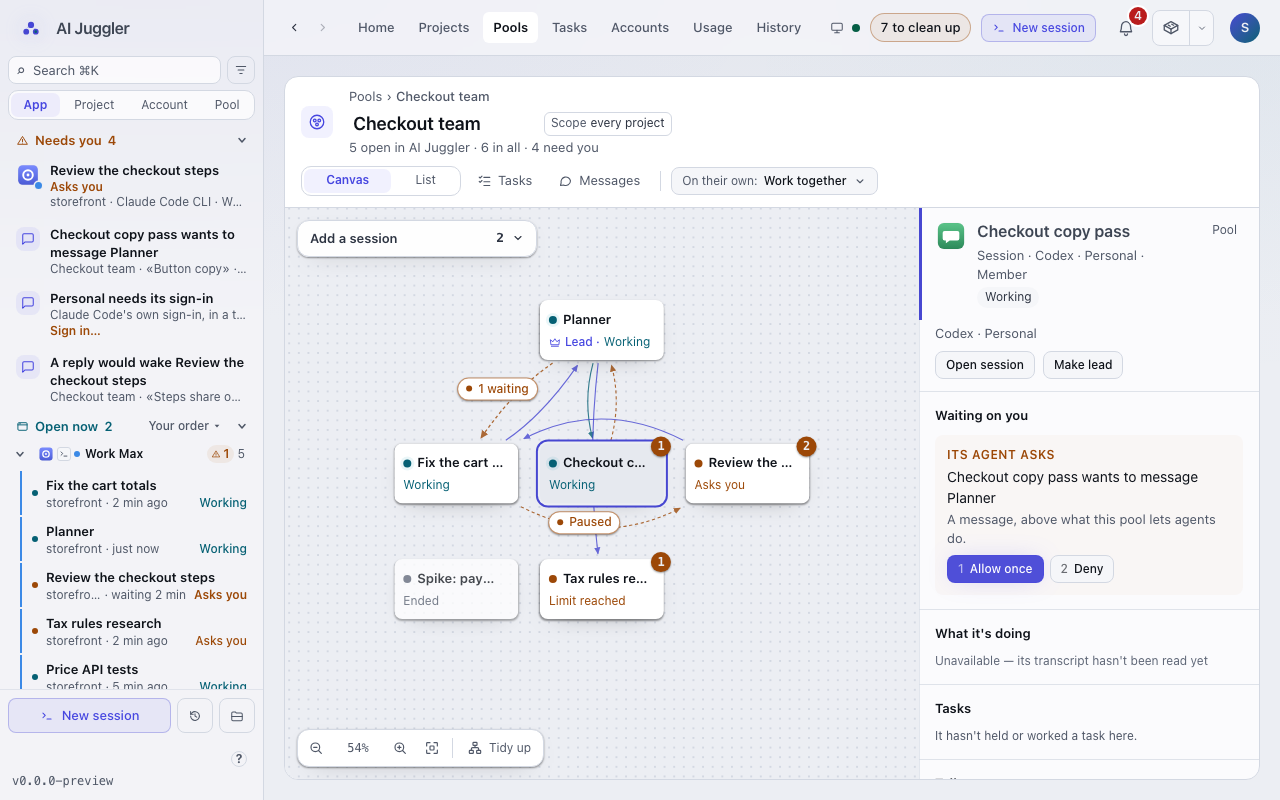 AI Juggler
Search ⌘K
App Project Account Pool
Needs you 4
Review the checkout steps
Asks you
storefront · Claude Code CLI · W…
Checkout copy pass wants to
message Planner
Checkout team · «Button copy» ·…
Personal needs its sign-in
Claude Code's own sign-in, in a t…
Sign in…
A reply would wake Review the
checkout steps
Checkout team · «Steps share o…
Open now 2 Your order
Work Max 1 5
Fix the cart totals
storefront · 2 min ago Working
Planner
storefront · just now Working
Review the checkout steps
storefro… · waiting 2 min Asks you
Tax rules research
storefront · 2 min ago Asks you
Price API tests
storefront · 5 min ago Working
New session
?
v0.0.0-preview
Home Projects Pools Tasks Accounts Usage History
7 to clean up
New session
4
S
Pools › Checkout team
Checkout team
Scope every project
5 open in AI Juggler · 6 in all · 4 need you
Canvas List Tasks Messages
On their own: Work together
Add a session 2
Planner
Lead · Working
1 waiting
Fix the cart …
Working
1
Checkout c…
Working
2
Review the …
Asks you
Paused
Spike: pay…
Ended
1
Tax rules re…
Limit reached
54%
Tidy up
Checkout copy pass
Pool
Session · Codex · Personal ·
Member
Working
Codex · Personal
Open session Make lead
Waiting on you
ITS AGENT ASKS
Checkout copy pass wants to message
Planner
A message, above what this pool lets agents
do.
1 Allow once 2 Deny
What it's doing
Unavailable — its transcript hasn't been read yet
Tasks
It hasn't held or worked a task here.